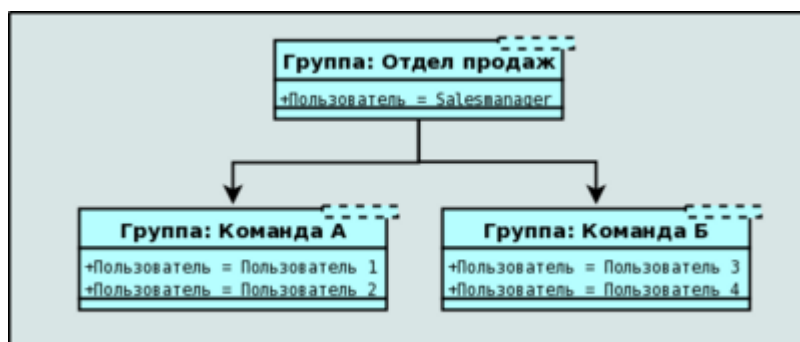 Группа: Отдел продаж
+Пользователь = Salesmanager
Группа: Команда А
+Пользователь = Пользователь 1
+Пользователь = Пользователь 2
Группа: Команда Б
+Пользователь = Пользователь 3
+Пользователь = Пользователь 4